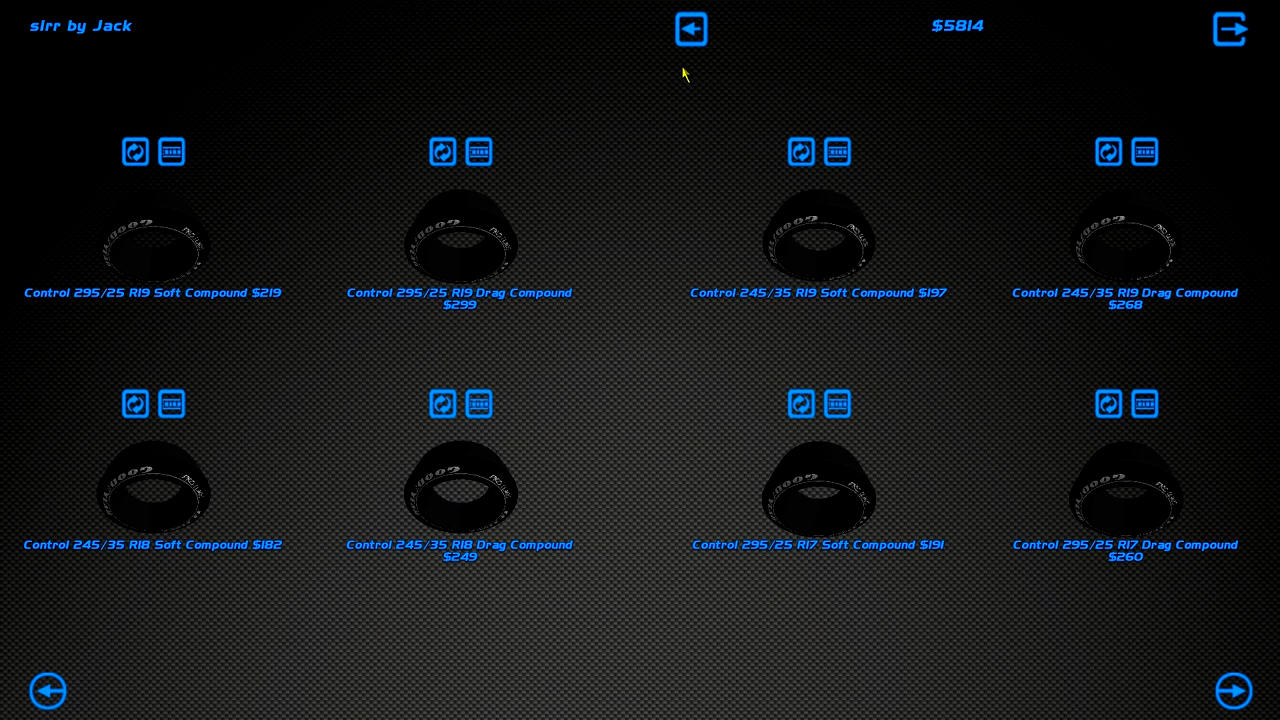 slrr by Jack
$5814
Control 295/25 R19 Soft Compound $219
Control 295/25 R19 Drag Compound
$299
Control 245/35 R19 Soft Compound $197
Control 245/35 R19 Drag Compound
$268
Control 245/35 R18 Soft Compound $182
Control 245/35 R18 Drag Compound
$249
Control 295/25 R17 Soft Compound $191
Control 295/25 R17 Drag Compound
$260